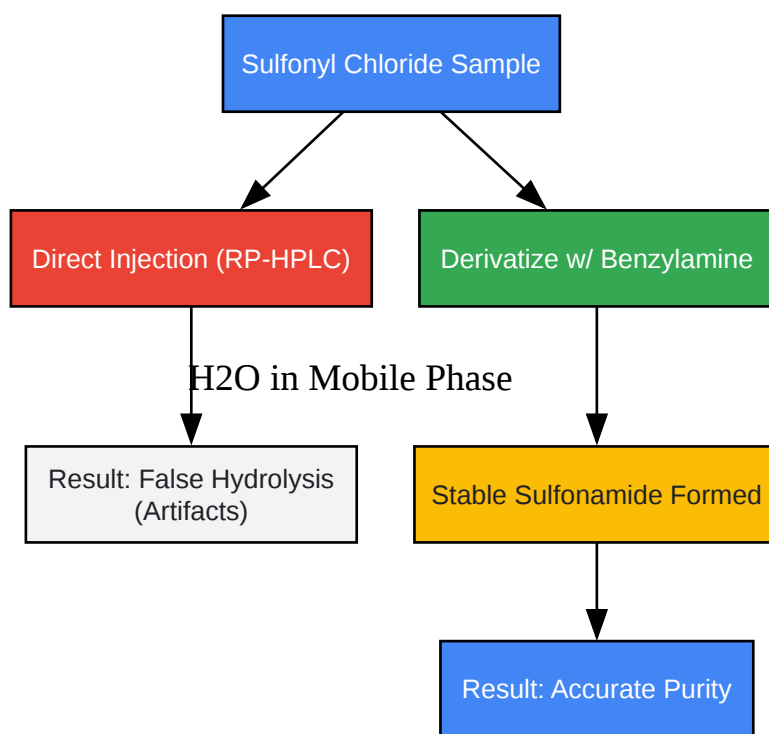 Sulfonyl Chloride Sample
Direct Injection (RP-HPLC)
Derivatize w/ Benzylamine
H2O in Mobile Phase
Result: False Hydrolysis
(Artifacts)
Stable Sulfonamide Formed
Result: Accurate Purity